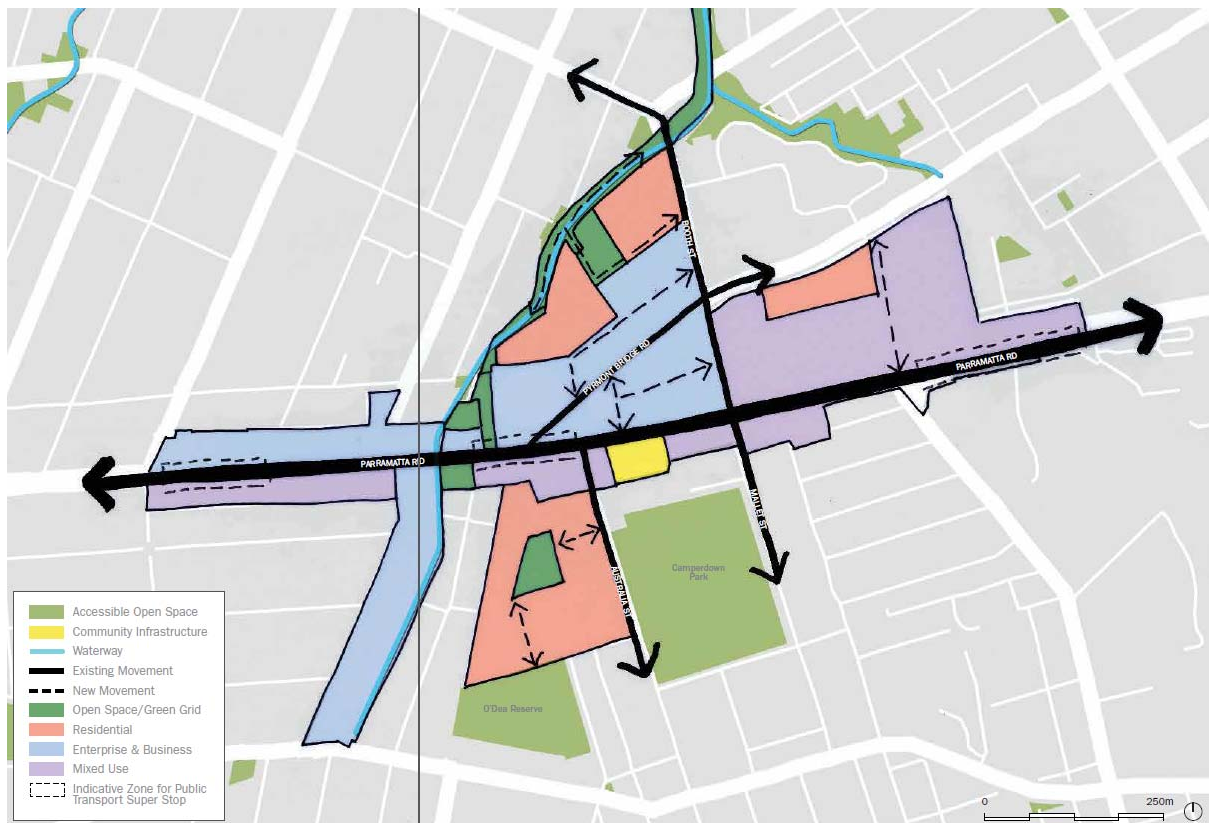 BOOTH ST
PYRMONT BRIDGE RD
PARRAMATTA RD
PARRAMATTA RD
MALLET ST
AUSTRALIA ST
Camperdown
Park
O'Dea Reserve
Accessible Open Space
Community Infrastructure
Waterway
Existing Movement
New Movement
Open Space/Green Grid
Residential
Enterprise & Business
Mixed Use
Indicative Zone for Public
Transport Super Stop
0 250m